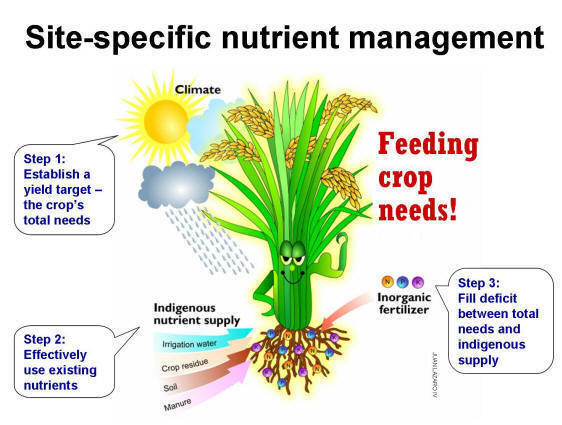 Site-specific nutrient management
Climate
Step 1:
Establish a
yield target –
the crop's
total needs
Feeding
crop
needs!
N P K
Inorganic
fertilizer
Step 3:
Fill deficit
between total
needs and
indigenous
supply
Indigenous
nutrient supply
Irrigation water
Crop residue
Soil
Manure
Step 2:
Effectively
use existing
nutrients